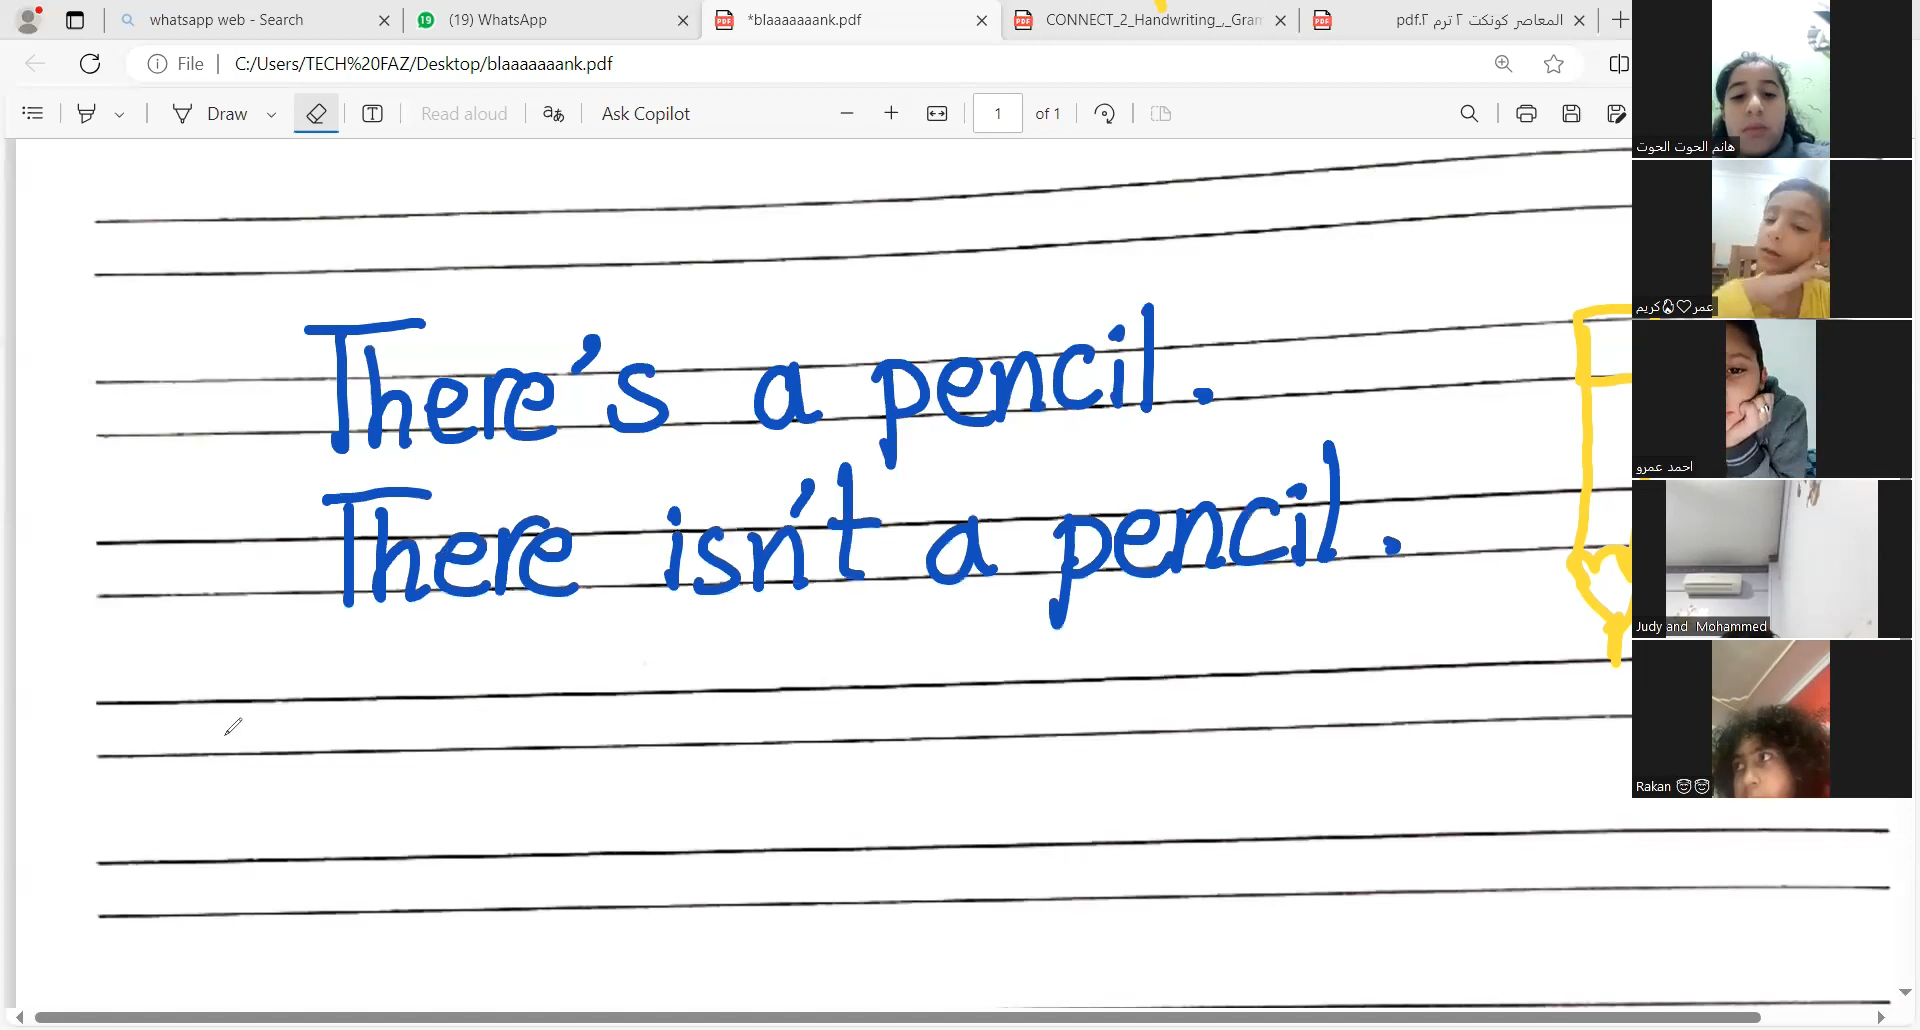 whatsapp web - Search
(19) WhatsApp
*blaaaaaaank.pdf
CONNECT_2_Handwriting_,_Gran
المعاصر كونكت ٢ ترم ٢.pdf
File
C:/Users/TECH%20FAZ/Desktop/blaaaaaaank.pdf
Draw
Read aloud
Ask Copilot
1
of 1
There's a pencil.
There isn't a pencil.
هانم الحوت الحوت
عمر كريم
احمد عمرو
Judy and Mohammed
Rakan